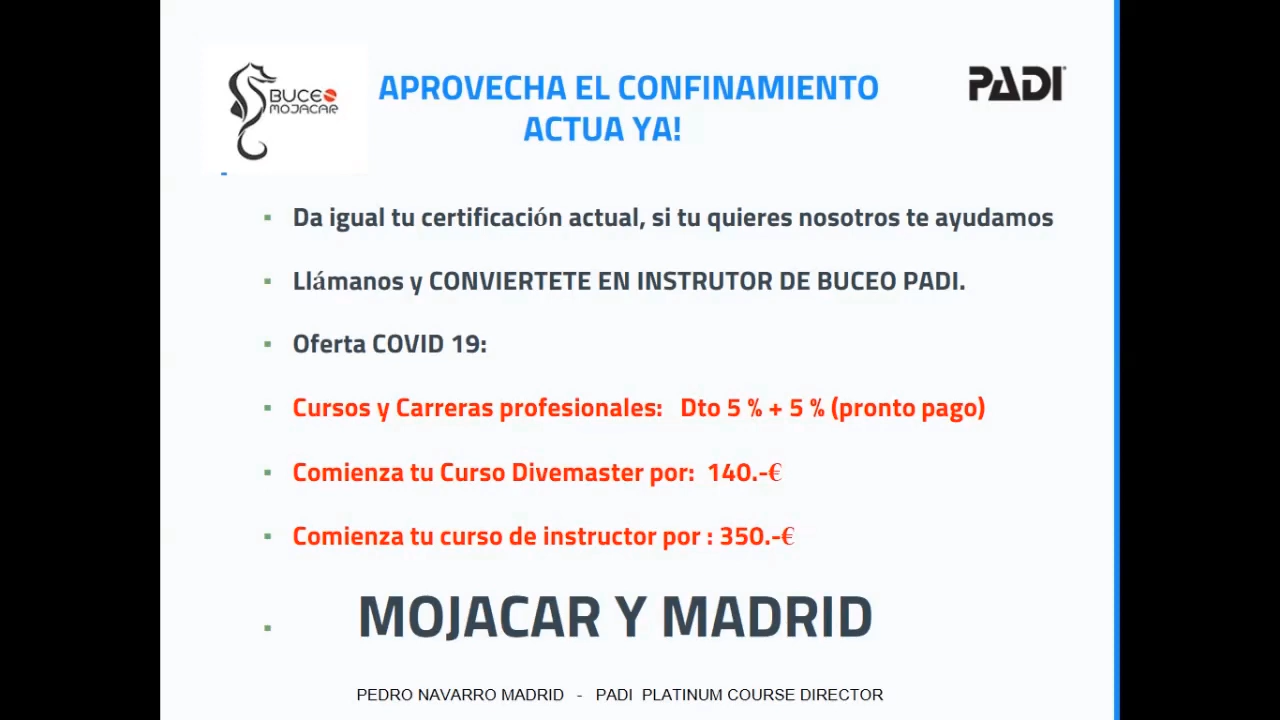 BUCEO
MOJACAR
APROVECHA EL CONFINAMIENTO
ACTUA YA!
PADI
Da igual tu certificación actual, si tu quieres nosotros te ayudamos
Llámanos y CONVIERTETE EN INSTRUTOR DE BUCEO PADI.
Oferta COVID 19:
Cursos y Carreras profesionales: Dto 5 % + 5 % (pronto pago)
Comienza tu Curso Divemaster por: 140.-€
Comienza tu curso de instructor por : 350.-€
MOJACAR Y MADRID
PEDRO NAVARRO MADRID - PADI PLATINUM COURSE DIRECTOR